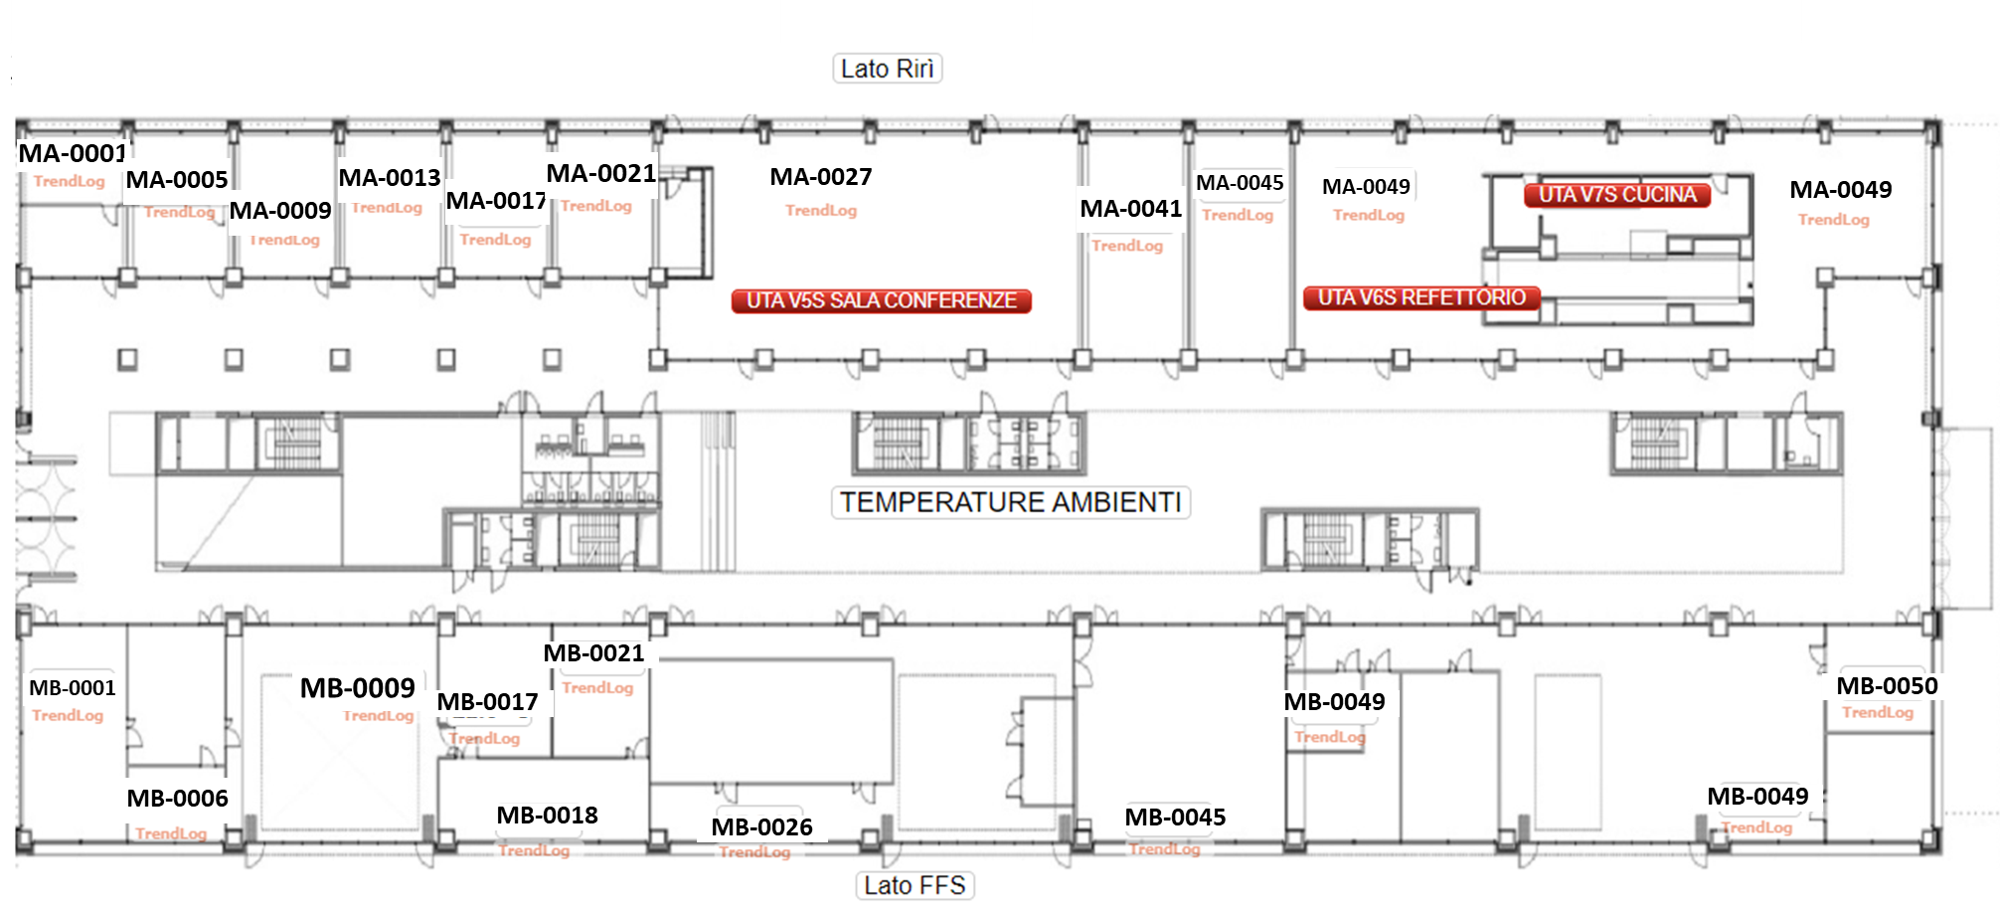 Lato Rirì
MA-0001
TrendLog
MA-0005
TrendLog
MA-0009
TrendLog
MA-0013
TrendLog
MA-0017
TrendLog
MA-0021
TrendLog
MA-0027
TrendLog
UTA V5S SALA CONFERENZE
MA-0041
TrendLog
MA-0045
TrendLog
MA-0049
TrendLog
UTA V6S REFETTORIO
UTA V7S CUCINA
MA-0049
TrendLog
TEMPERATURE AMBIENTI
MB-0001
TrendLog
MB-0006
TrendLog
MB-0009
TrendLog
MB-0017
TrendLog
MB-0021
TrendLog
MB-0018
TrendLog
MB-0026
TrendLog
MB-0045
TrendLog
MB-0049
TrendLog
MB-0049
TrendLog
MB-0050
TrendLog
Lato FFS